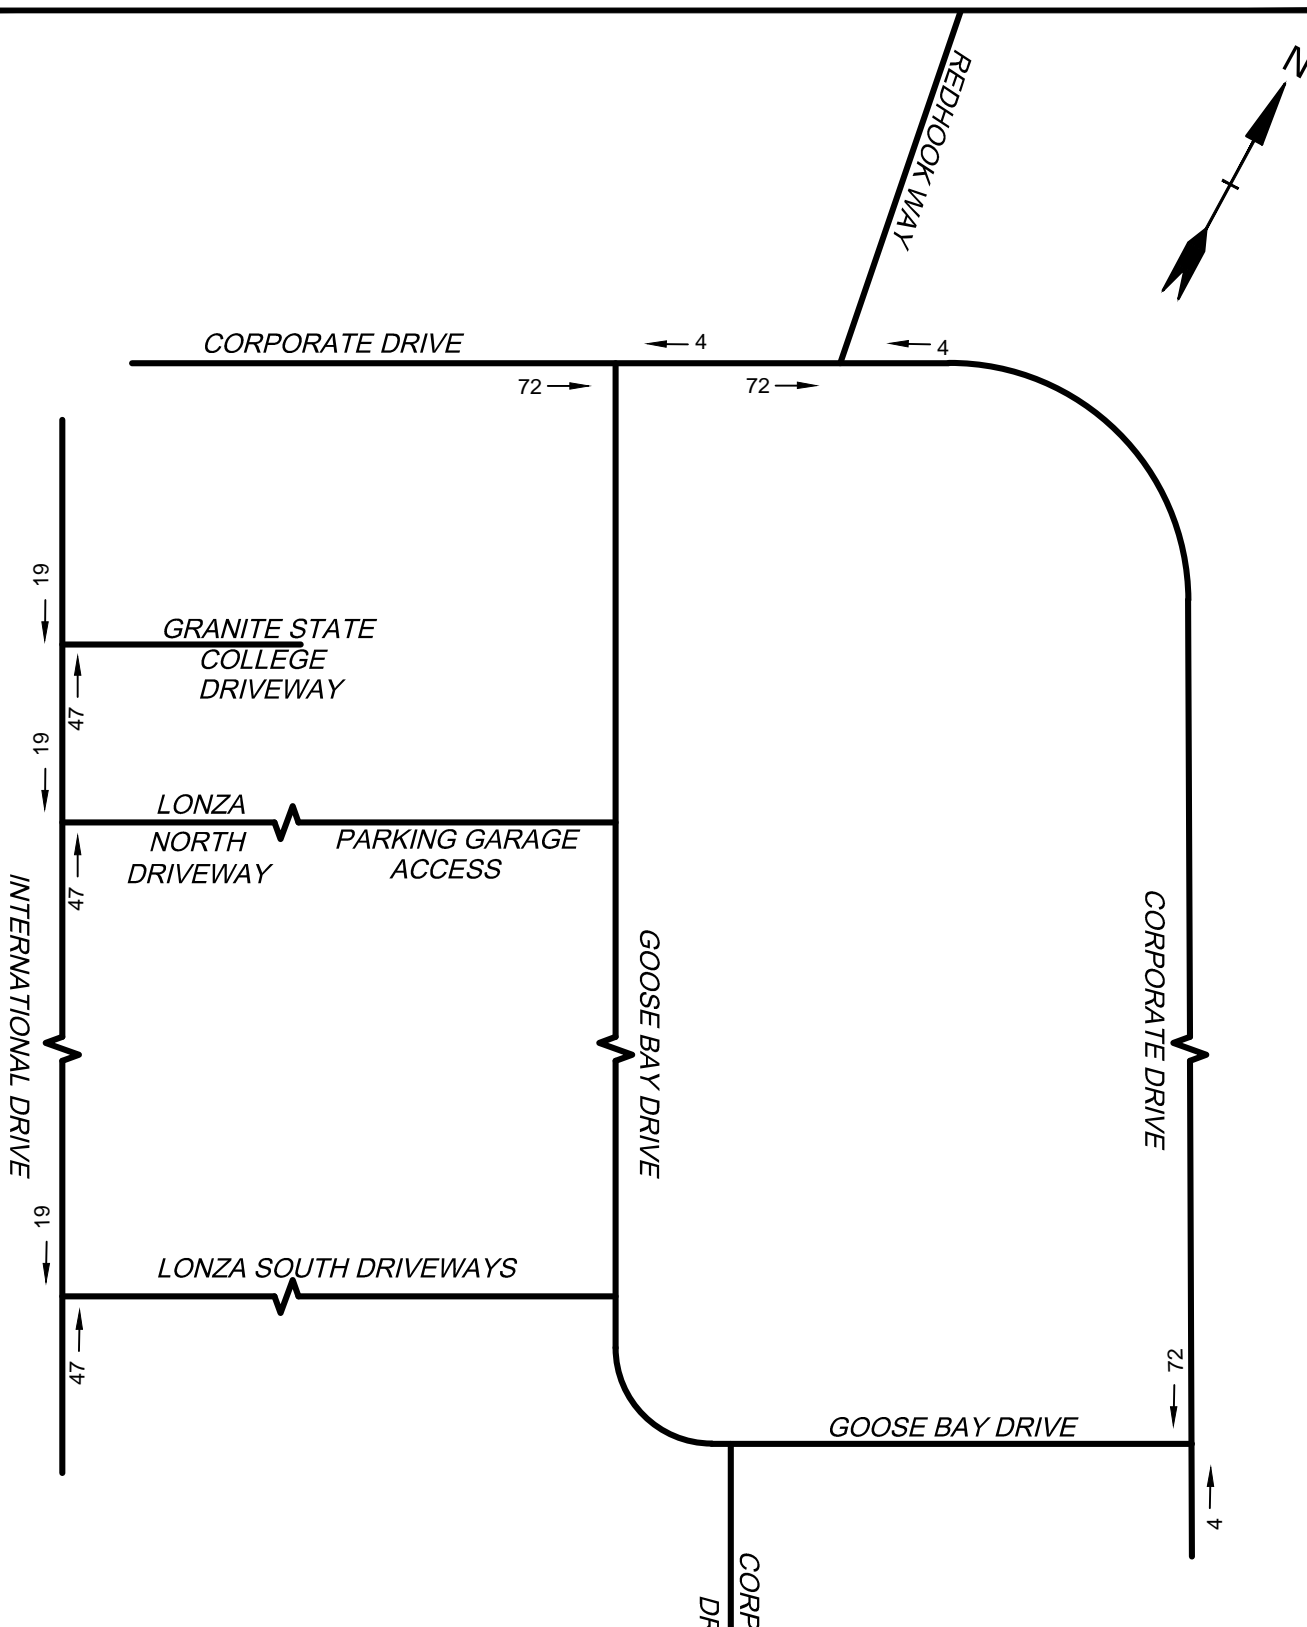 N
REDHOOK WAY
CORPORATE DRIVE
4
4
72
72
19
GRANITE STATE
COLLEGE
DRIVEWAY
47
19
LONZA
NORTH
DRIVEWAY
PARKING GARAGE
ACCESS
47
INTERNATIONAL DRIVE
GOOSE BAY DRIVE
CORPORATE DRIVE
19
LONZA SOUTH DRIVEWAYS
47
72
GOOSE BAY DRIVE
4
CORP
DR